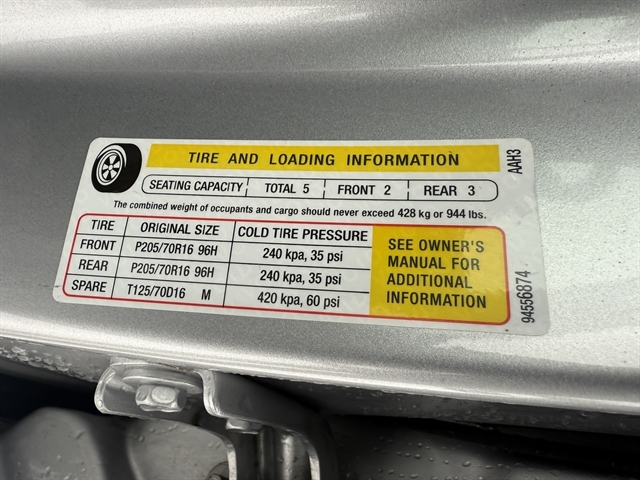 TIRE AND LOADING INFORMATION
SEATING CAPACITY TOTAL 5 FRONT 2 REAR 3
The combined weight of occupants and cargo should never exceed 428 kg or 944 lbs.
TIRE ORIGINAL SIZE COLD TIRE PRESSURE
FRONT P205/70R16 96H 240 kpa, 35 psi
REAR P205/70R16 96H 240 kpa, 35 psi
SPARE T125/70D16 M 420 kpa, 60 psi
SEE OWNER'S
MANUAL FOR
ADDITIONAL
INFORMATION
AAH3
94556874